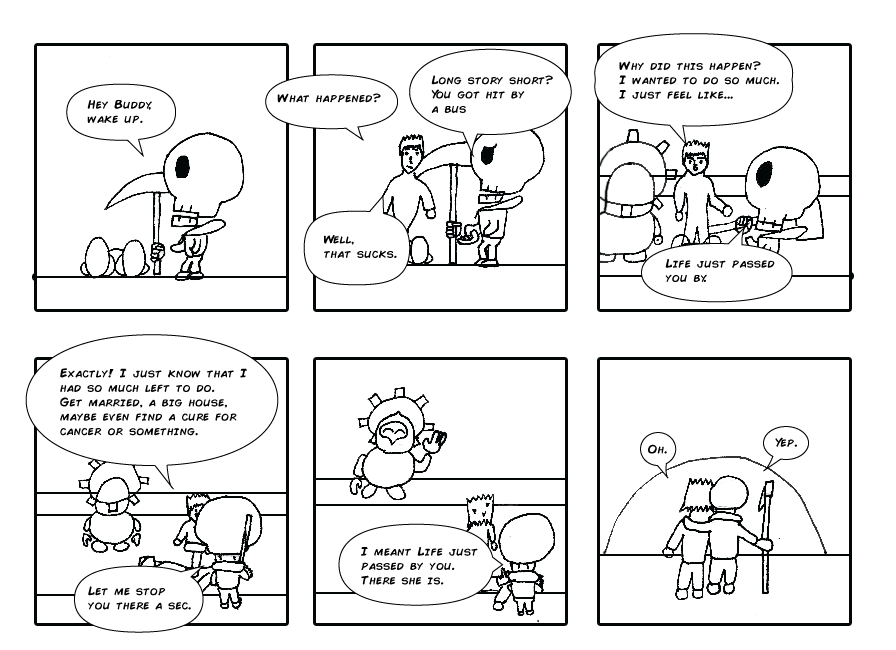 Hey Buddy,
wake up.
What happened?
Long story short?
You got hit by
a bus
Well,
that sucks.
Why did this happen?
I wanted to do so much.
I just feel like...
Life just passed
you by.
Exactly! I just know that I
had so much left to do.
Get married, a big house,
maybe even find a cure for
cancer or something.
Let me stop
you there a sec.
I meant Life just
passed by you.
There she is.
Oh.
Yep.